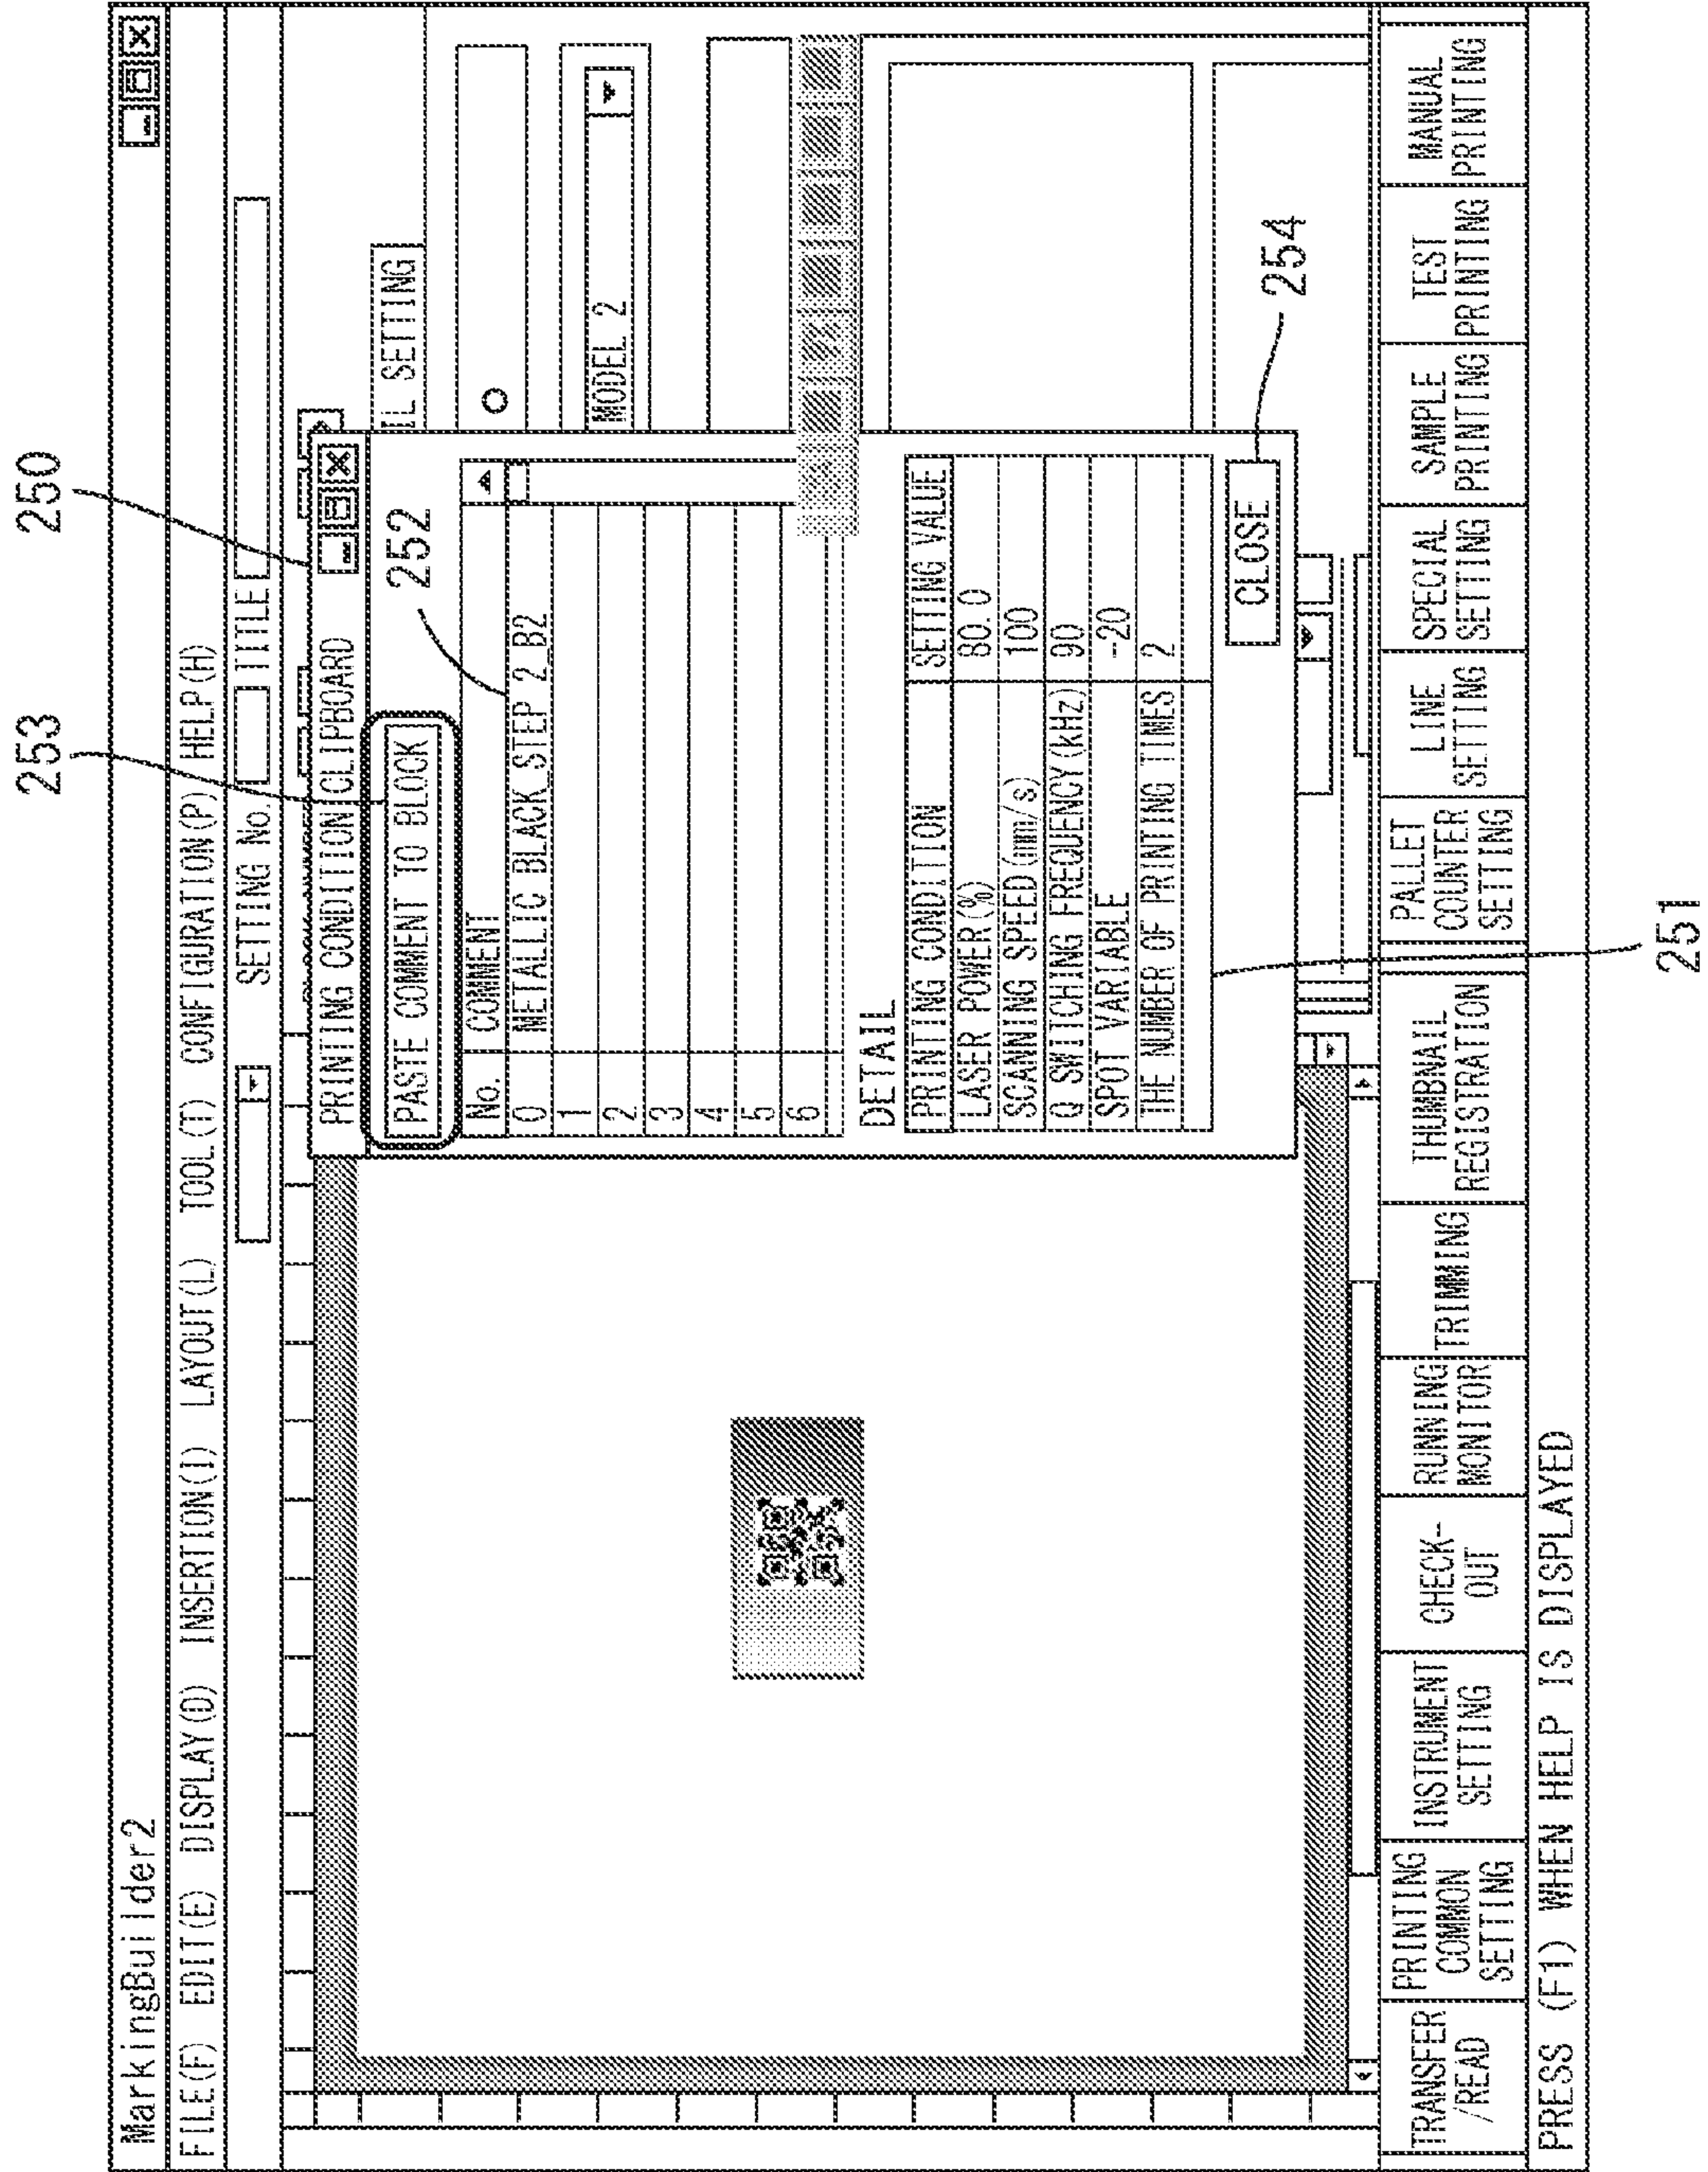 MarkingBuilder2
FILE(F) EDIT(E) DISPLAY(D) INSERTION(I) LAYOUT(L) TOOL(T) CONFIGURATION(P) HELP(H)
SETTING No. TITLE
250
253
PRINTING CONDITION CLIPBOARD
PASTE COMMENT TO BLOCK
252
No. COMMENT
0 METALLIC BLACK_STEP 2_B2
1
2
3
4
5
6
DETAIL
PRINTING CONDITION SETTING VALUE
LASER POWER(%) 80.0
SCANNING SPEED(mm/s) 100
Q SWITCHING FREQUENCY(kHz) 90
SPOT VARIABLE -20
THE NUMBER OF PRINTING TIMES 2
CLOSE
254
251
IL SETTING
MODEL 2
TRANSFER
/READ
PRINTING
COMMON
SETTING
INSTRUMENT
SETTING
CHECK-
OUT
RUNNING
MONITOR
TRIMMING
THUMBNAIL
REGISTRATION
PALLET
COUNTER
SETTING
LINE
SETTING
SPECIAL
SETTING
SAMPLE
PRINTING
TEST
PRINTING
MANUAL
PRINTING
PRESS (F1) WHEN HELP IS DISPLAYED